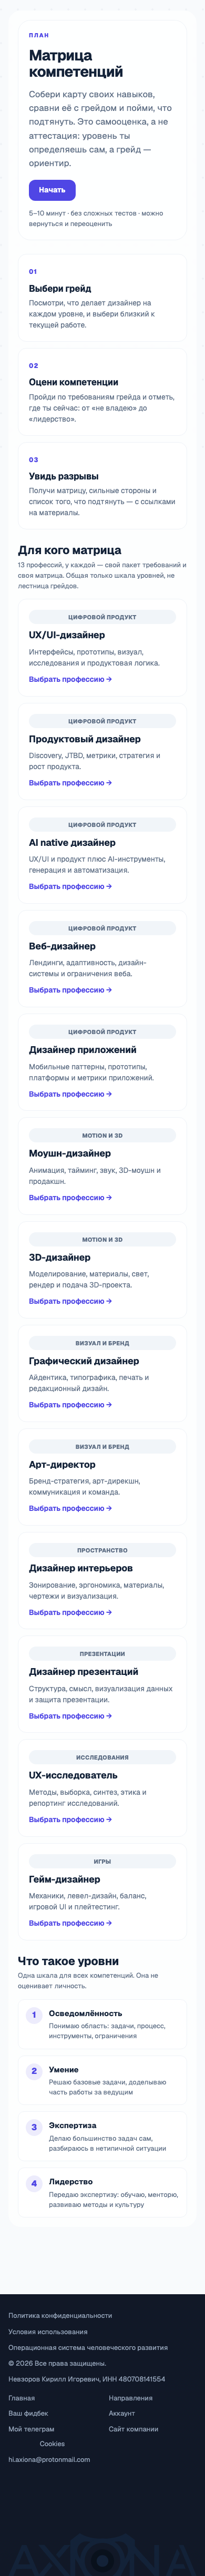 ПЛАН
Матрица
компетенций
Собери карту своих навыков,
сравни её с грейдом и пойми, что
подтянуть. Это самооценка, а не
аттестация: уровень ты
определяешь сам, а грейд —
ориентир.
Начать
5–10 минут · без сложных тестов · можно
вернуться и переоценить
01
Выбери грейд
Посмотри, что делает дизайнер на
каждом уровне, и выбери близкий к
текущей работе.
02
Оцени компетенции
Пройди по требованиям грейда и отметь,
где ты сейчас: от «не владею» до
«лидерство».
03
Увидь разрывы
Получи матрицу, сильные стороны и
список того, что подтянуть — с ссылками
на материалы.
Для кого матрица
13 профессий, у каждой — свой пакет требований и
своя матрица. Общая только шкала уровней, не
лестница грейдов.
ЦИФРОВОЙ ПРОДУКТ
UX/UI-дизайнер
Интерфейсы, прототипы, визуал,
исследования и продуктовая логика.
Выбрать профессию →
ЦИФРОВОЙ ПРОДУКТ
Продуктовый дизайнер
Discovery, JTBD, метрики, стратегия и
рост продукта.
Выбрать профессию →
ЦИФРОВОЙ ПРОДУКТ
AI native дизайнер
UX/UI и продукт плюс AI-инструменты,
генерация и автоматизация.
Выбрать профессию →
ЦИФРОВОЙ ПРОДУКТ
Веб-дизайнер
Лендинги, адаптивность, дизайн-
системы и ограничения веба.
Выбрать профессию →
ЦИФРОВОЙ ПРОДУКТ
Дизайнер приложений
Мобильные паттерны, прототипы,
платформы и метрики приложений.
Выбрать профессию →
MOTION И 3D
Моушн-дизайнер
Анимация, тайминг, звук, 3D-моушн и
продакшн.
Выбрать профессию →
MOTION И 3D
3D-дизайнер
Моделирование, материалы, свет,
рендер и подача 3D-проекта.
Выбрать профессию →
ВИЗУАЛ И БРЕНД
Графический дизайнер
Айдентика, типографика, печать и
редакционный дизайн.
Выбрать профессию →
ВИЗУАЛ И БРЕНД
Арт-директор
Бренд-стратегия, арт-дирекшн,
коммуникация и команда.
Выбрать профессию →
ПРОСТРАНСТВО
Дизайнер интерьеров
Зонирование, эргономика, материалы,
чертежи и визуализация.
Выбрать профессию →
ПРЕЗЕНТАЦИИ
Дизайнер презентаций
Структура, смысл, визуализация данных
и защита презентации.
Выбрать профессию →
ИССЛЕДОВАНИЯ
UX-исследователь
Методы, выборка, синтез, этика и
репортинг исследований.
Выбрать профессию →
ИГРЫ
Гейм-дизайнер
Механики, левел-дизайн, баланс,
игровой UI и плейтестинг.
Выбрать профессию →
Что такое уровни
Одна шкала для всех компетенций. Она не
оценивает личность.
1
Осведомлённость
Понимаю область: задачи, процесс,
инструменты, ограничения
2
Умение
Решаю базовые задачи, доделываю
часть работы за ведущим
3
Экспертиза
Делаю большинство задач сам,
разбираюсь в нетипичной ситуации
4
Лидерство
Передаю экспертизу: обучаю, менторю,
развиваю методы и культуру
Политика конфиденциальности
Условия использования
Операционная система человеческого развития
© 2026 Все права защищены.
Невзоров Кирилл Игоревич, ИНН 480708141554
Главная
Направления
Ваш фидбек
Аккаунт
Мой телеграм
Сайт компании
Cookies
hi.axiona@protonmail.com
AXIONA